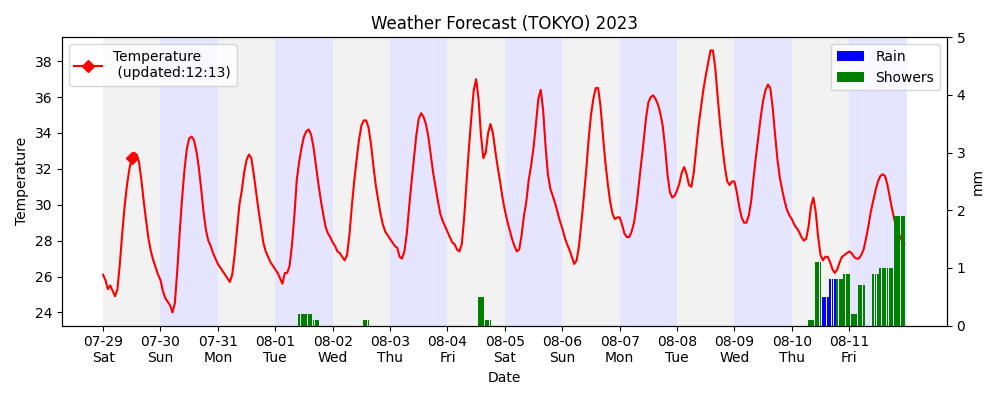 Weather Forecast (TOKYO) 2023
Temperature
(updated:12:13)
Rain
Showers
Temperature
38
36
34
32
30
28
26
24
5
4
3
2
1
0
mm
07-29 07-30 07-31 08-01 08-02 08-03 08-04 08-05 08-06 08-07 08-08 08-09 08-10 08-11
Sat Sun Mon Tue Wed Thu Fri Sat Sun Mon Tue Wed Thu Fri
Date